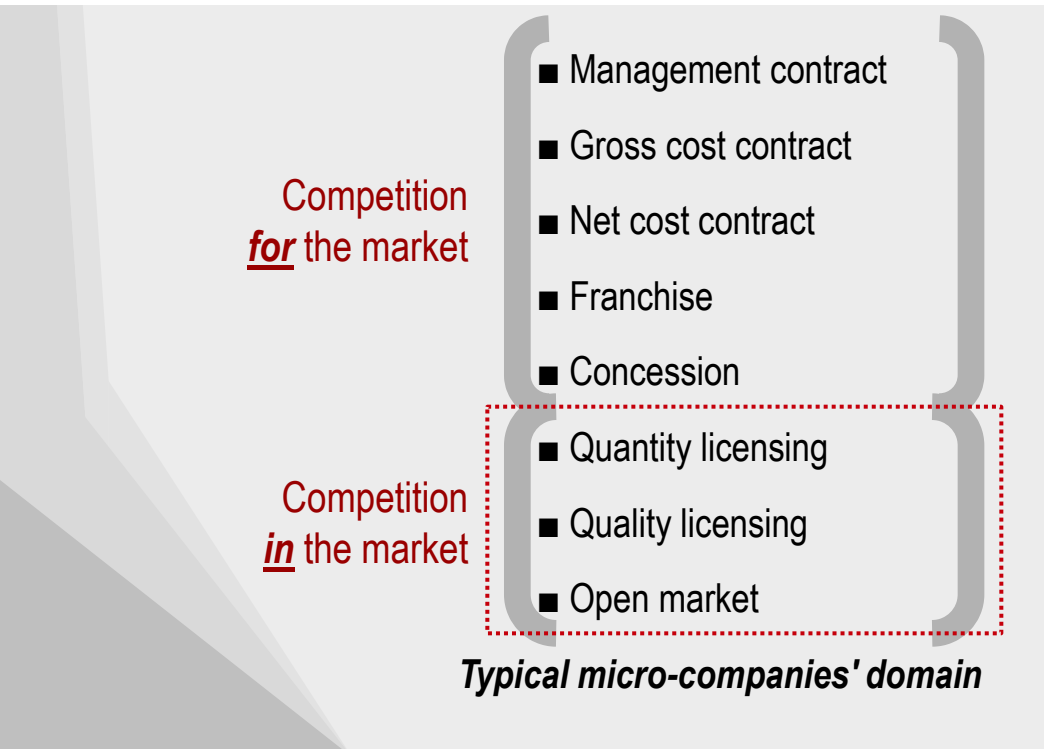 ■ Management contract
■ Gross cost contract
Competition
for the market
■ Net cost contract
■ Franchise
■ Concession
■ Quantity licensing
Competition
in the market
■ Quality licensing
■ Open market
Typical micro-companies' domain